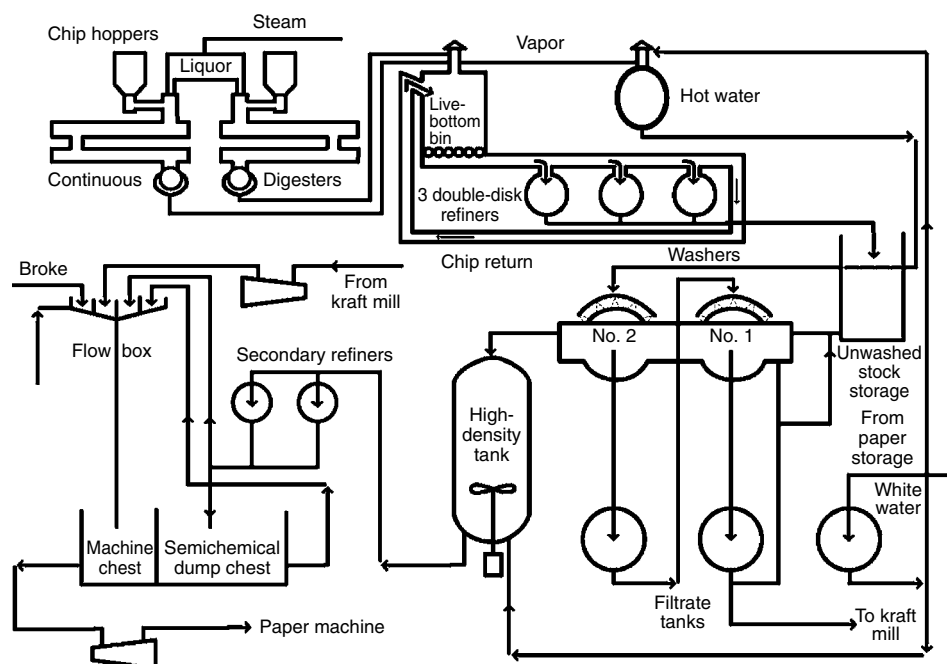 Steam
Chip hoppers
Liquor
Vapor
Hot water
Live-
bottom
bin
Continuous
Digesters
3 double-disk
refiners
Chip return
Washers
Broke
From
kraft mill
Flow box
Secondary refiners
No. 2
No. 1
Unwashed
stock
storage
High-
density
tank
From
paper
storage
White
water
Machine
chest
Semichemical
dump chest
Filtrate
tanks
To kraft
mill
Paper machine